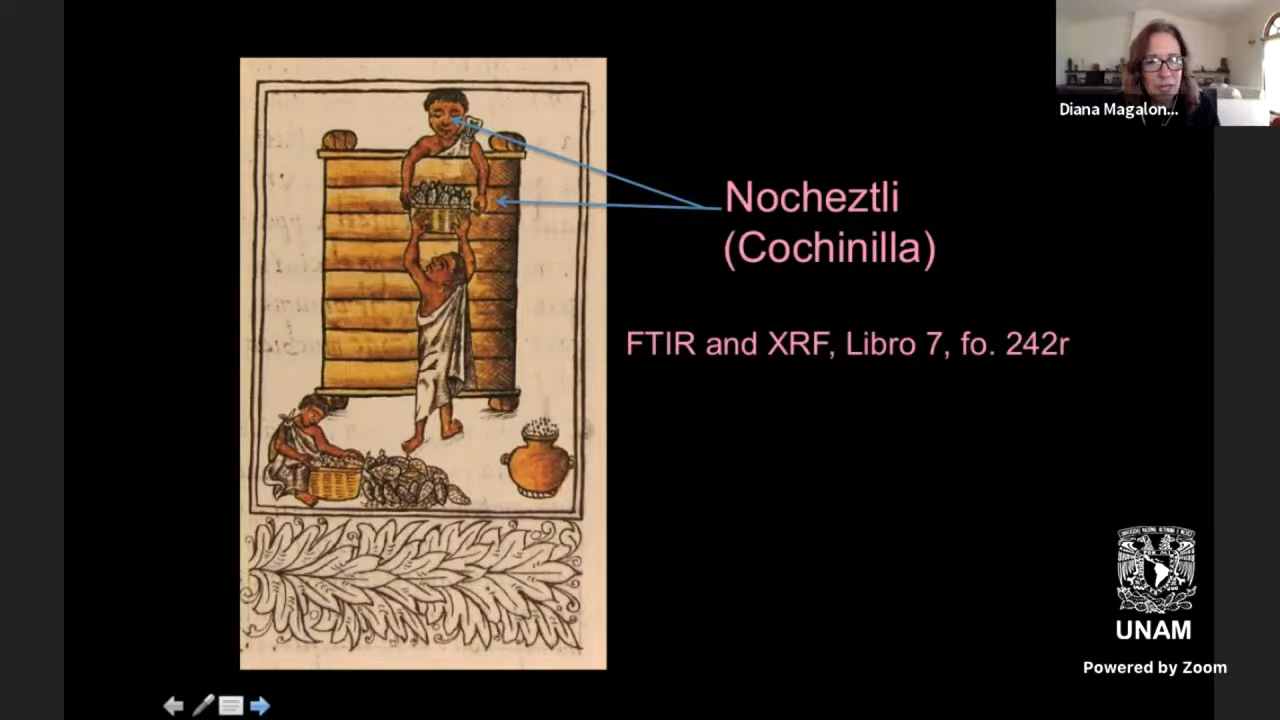 Diana Magalon...
Nocheztli
(Cochinilla)
FTIR and XRF, Libro 7, fo. 242r
UNAM
Powered by Zoom